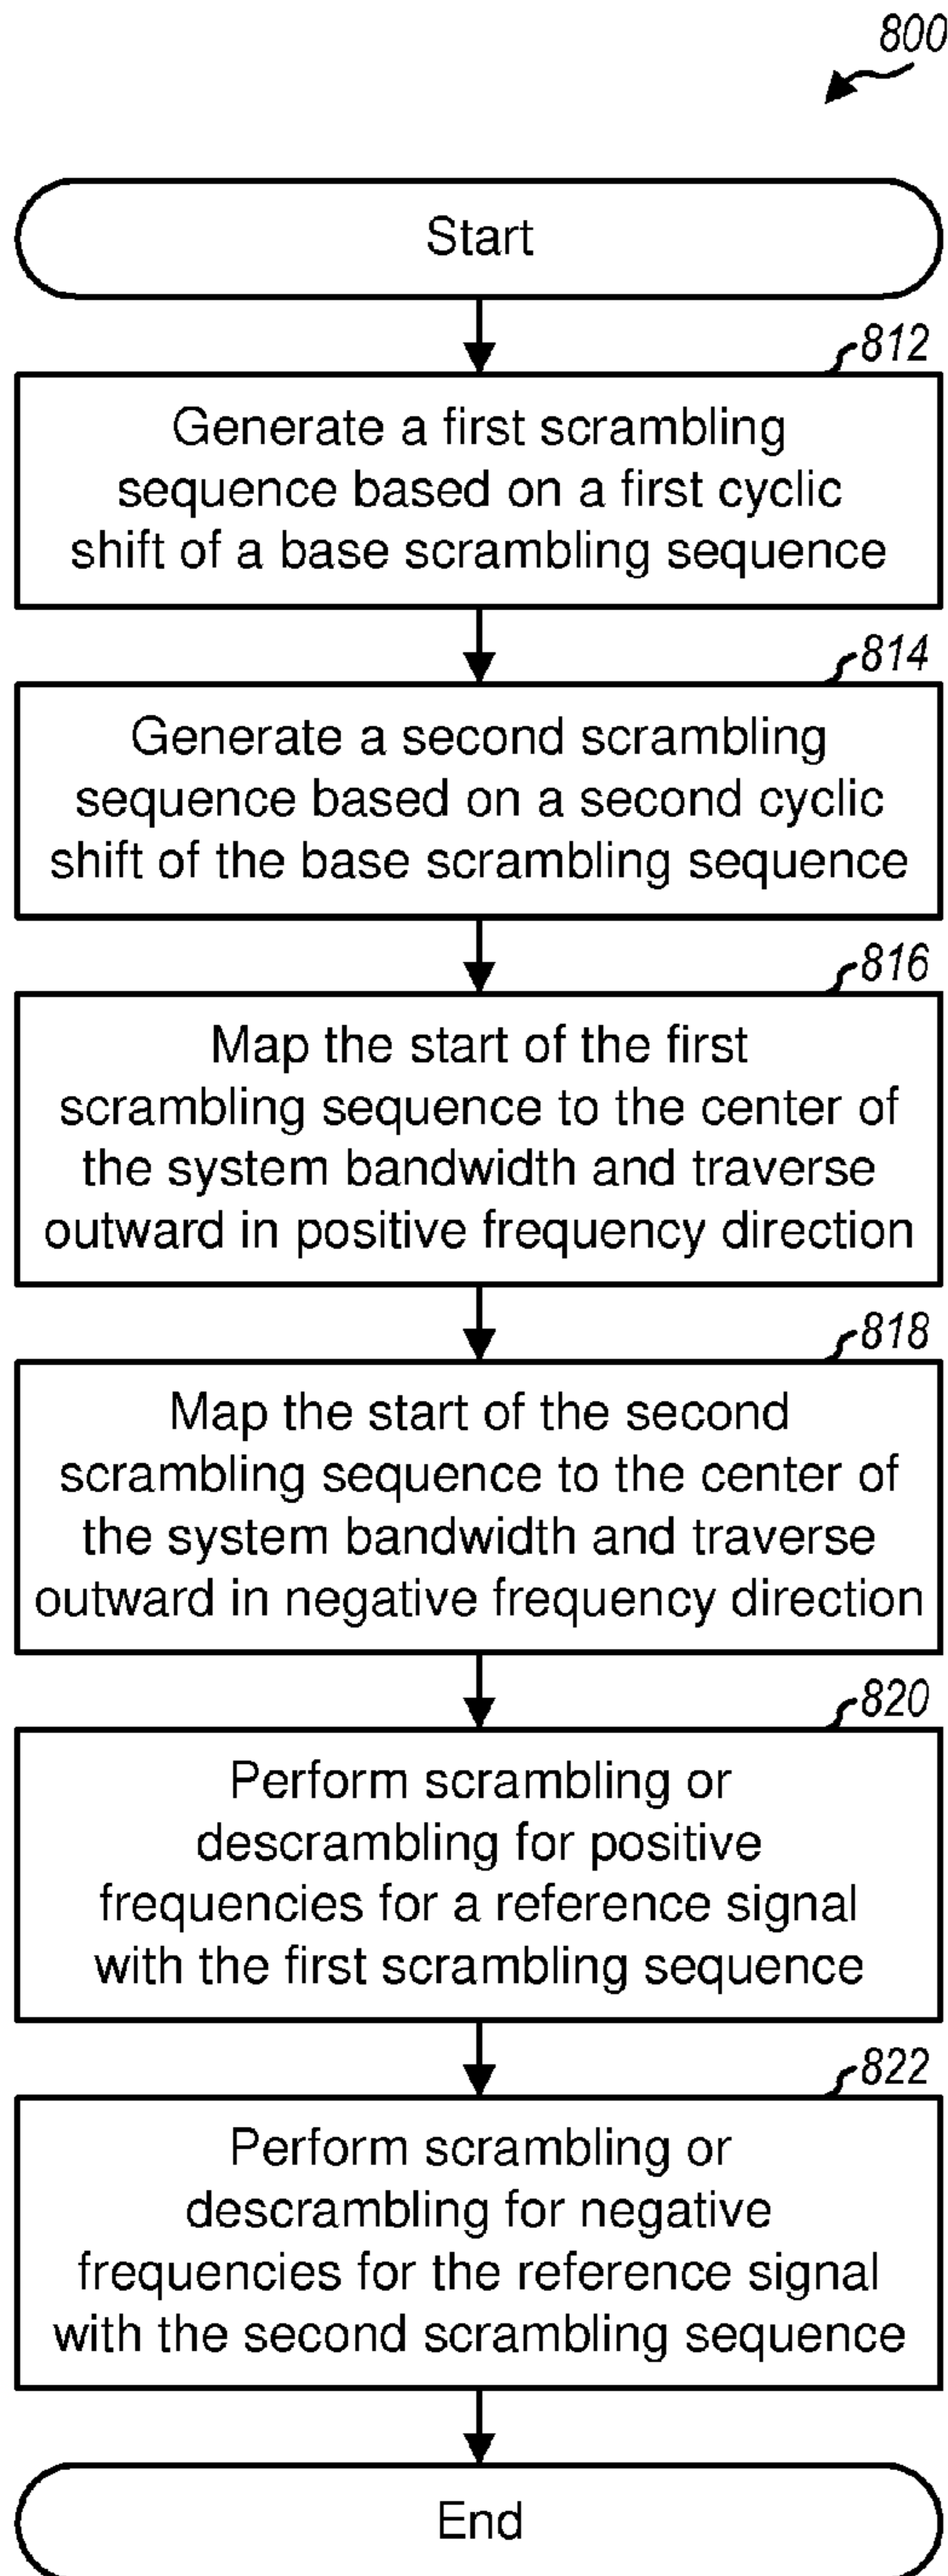 800
Start
812
Generate a first scrambling
sequence based on a first cyclic
shift of a base scrambling sequence
814
Generate a second scrambling
sequence based on a second cyclic
shift of the base scrambling sequence
816
Map the start of the first
scrambling sequence to the center of
the system bandwidth and traverse
outward in positive frequency direction
818
Map the start of the second
scrambling sequence to the center of
the system bandwidth and traverse
outward in negative frequency direction
820
Perform scrambling or
descrambling for positive
frequencies for a reference signal
with the first scrambling sequence
822
Perform scrambling or
descrambling for negative
frequencies for the reference signal
with the second scrambling sequence
End